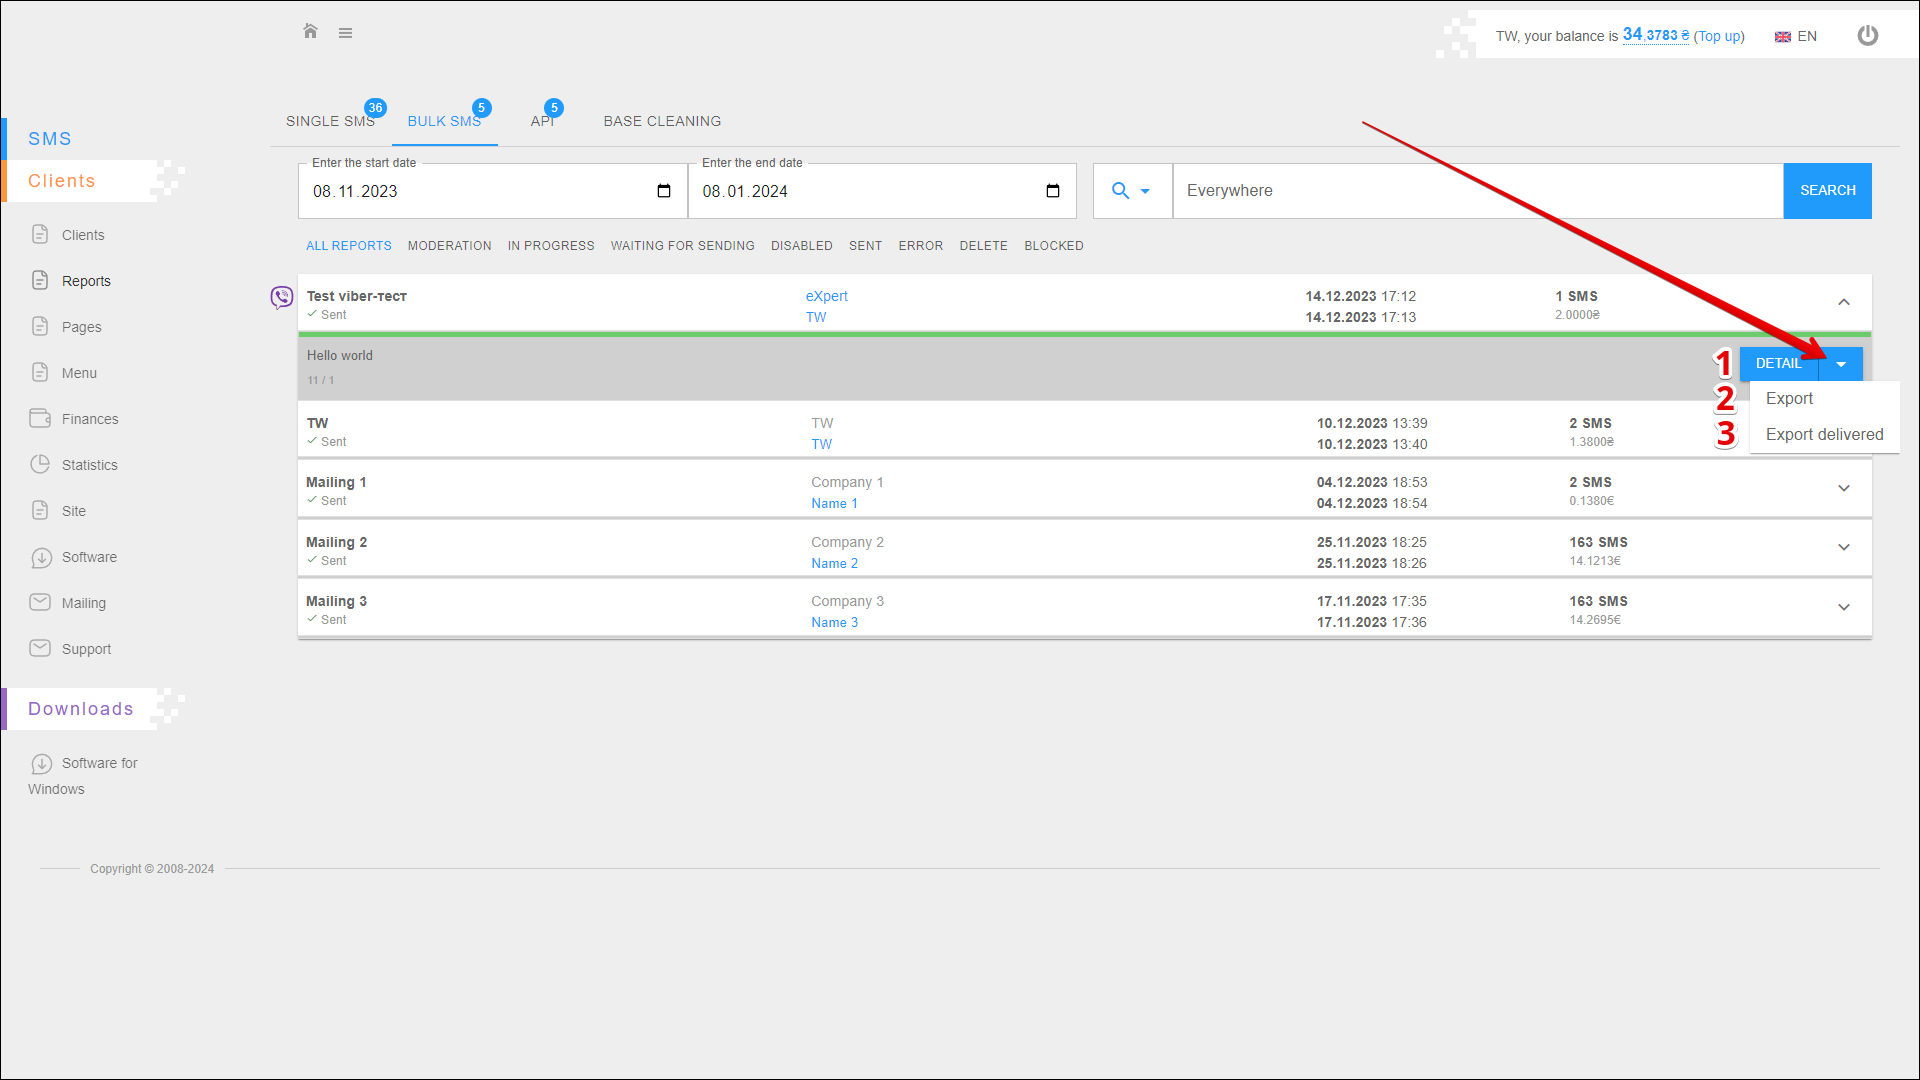 TW, your balance is 34,3783 ₴ (Top up)
EN
SMS
Clients
Clients
Reports
Pages
Menu
Finances
Statistics
Site
Software
Mailing
Support
Downloads
Software for
Windows
SINGLE SMS 36
BULK SMS 5
API 5
BASE CLEANING
Enter the start date
08.11.2023
Enter the end date
08.01.2024
Everywhere
SEARCH
ALL REPORTS MODERATION IN PROGRESS WAITING FOR SENDING DISABLED SENT ERROR DELETE BLOCKED
Test viber-тест
Sent
eXpert
TW
14.12.2023 17:12
14.12.2023 17:13
1 SMS
2.0000₴
Hello world
11 / 1
1 DETAIL
2 Export
3 Export delivered
TW
Sent
TW
TW
10.12.2023 13:39
10.12.2023 13:40
2 SMS
1.3800₴
Mailing 1
Sent
Company 1
Name 1
04.12.2023 18:53
04.12.2023 18:54
2 SMS
0.1380€
Mailing 2
Sent
Company 2
Name 2
25.11.2023 18:25
25.11.2023 18:26
163 SMS
14.1213€
Mailing 3
Sent
Company 3
Name 3
17.11.2023 17:35
17.11.2023 17:36
163 SMS
14.2695€
Copyright © 2008-2024